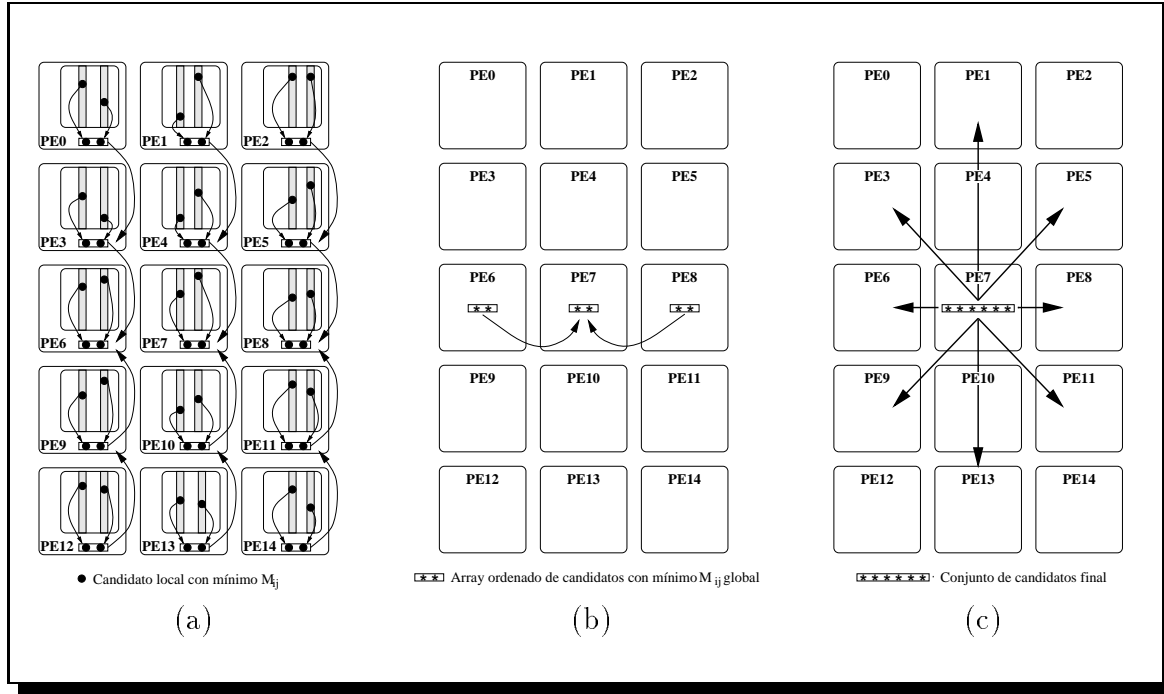 PE0 PE1 PE2
PE3 PE4 PE5
PE6 PE7 PE8
PE9 PE10 PE11
PE12 PE13 PE14
Candidato local con mínimo M ij
(a)
PE0 PE1 PE2
PE3 PE4 PE5
PE6 PE7 PE8
* * * * * *
PE9 PE10 PE11
PE12 PE13 PE14
* * Array ordenado de candidatos con mínimo M ij global
(b)
PE0 PE1 PE2
PE3 PE4 PE5
PE6 PE7 PE8
* * * * * *
PE9 PE10 PE11
PE12 PE13 PE14
* * * * * * Conjunto de candidatos final
(c)